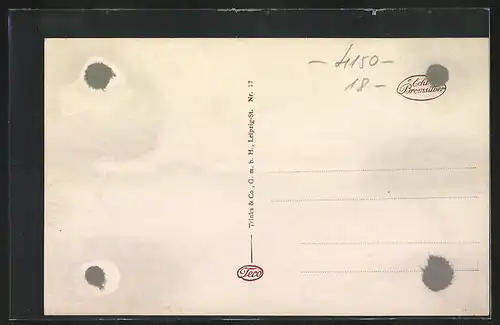 - 4150 -
18 -
Echt
Bromsilber
Trinks & Co., G. m. b. H., Leipzig-St. Nr. 17
Teco